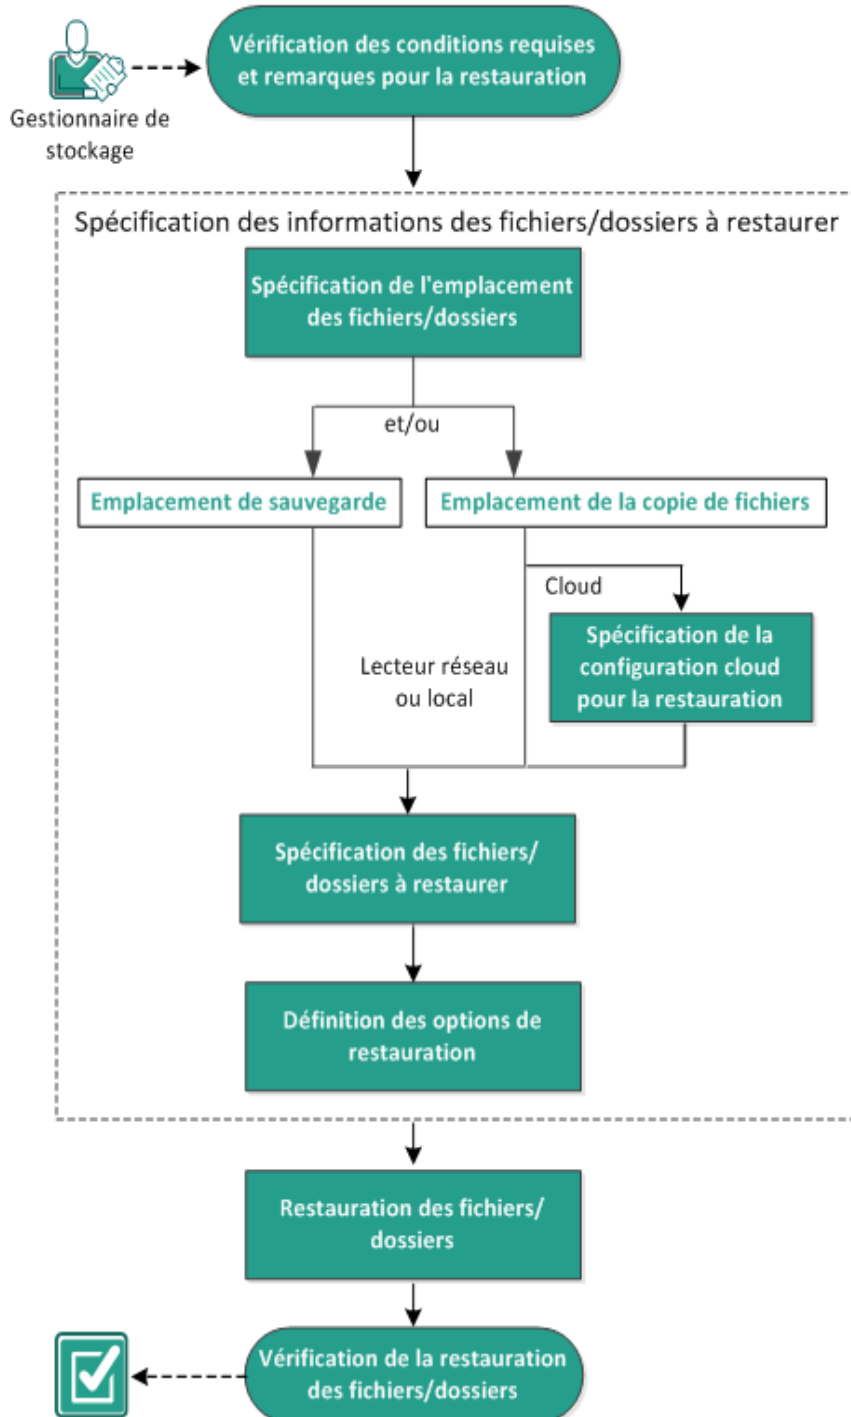 Vérification des conditions requises
et remarques pour la restauration
Gestionnaire de
stockage
Spécification des informations des fichiers/dossiers à restaurer
Spécification de l'emplacement
des fichiers/dossiers
et/ou
Emplacement de sauvegarde
Emplacement de la copie de fichiers
Cloud
Spécification de la
configuration cloud
pour la restauration
Lecteur réseau
ou local
Spécification des fichiers/
dossiers à restaurer
Définition des options de
restauration
Restauration des fichiers/
dossiers
Vérification de la restauration
des fichiers/dossiers